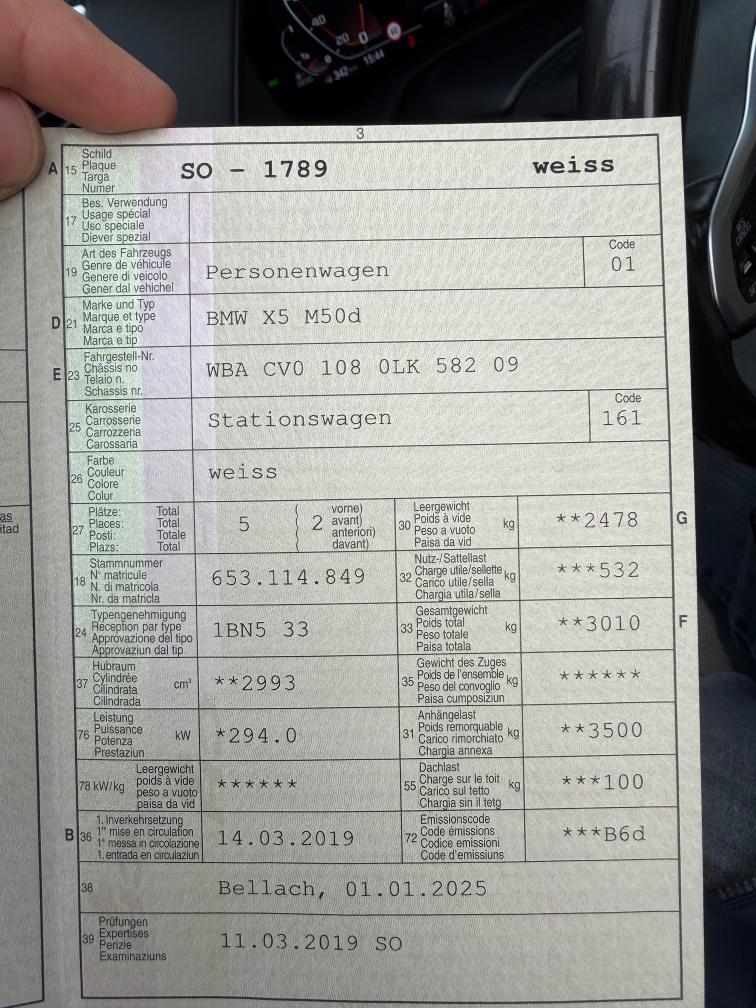 40
20
0
80
342
15:44
3
A 15 Schild
Plaque
Targa
Numer
SO - 1789 weiss
17 Bes. Verwendung
Usage spécial
Uso speciale
Diever spezial
19 Art des Fahrzeugs
Genre de véhicule
Genere di veicolo
Gener dal vehichel
Personenwagen
Code
01
D 21 Marke und Typ
Marque et type
Marca e tipo
Marca e tip
BMW X5 M50d
E 23 Fahrgestell-Nr.
Châssis no
Telaio n.
Schassis nr.
WBA CV0 108 0LK 582 09
25 Karosserie
Carrosserie
Carrozzeria
Carossaria
Stationswagen
Code
161
26 Farbe
Couleur
Colore
Colur
weiss
27 Plätze: Total
Places: Total
Posti: Totale
Plazs: Total
5 ( 2 vorne)
avant)
anteriori)
davant)
30 Leergewicht
Poids à vide
Peso a vuoto
Paisa da vid
kg
**2478
G
18 Stammnummer
N° matricule
N. di matricola
Nr. da matricla
653.114.849
32 Nutz-/Sattellast
Charge utile/sellette
Carico utile/sella
Chargia utila/sella
kg
***532
24 Typengenehmigung
Réception par type
Approvazione del tipo
Approvaziun dal tip
1BN5 33
33 Gesamtgewicht
Poids total
Peso totale
Paisa totala
kg
**3010
F
37 Hubraum
Cylindrée
Cilindrata
Cilindrada
cm³
**2993
35 Gewicht des Zuges
Poids de l'ensemble
Peso del convoglio
Paisa cumposiziun
kg
******
76 Leistung
Puissance
Potenza
Prestaziun
kW
*294.0
31 Anhängelast
Poids remorquable
Carico rimorchiato
Chargia annexa
kg
**3500
78 kW/kg Leergewicht
poids à vide
peso a vuoto
paisa da vid
******
55 Dachlast
Charge sur le toit
Carico sul tetto
Chargia sin il tetg
kg
***100
B 36 1. Inverkehrsetzung
1re mise en circulation
1a messa in circolazione
1. entrada en circulaziun
14.03.2019
72 Emissionscode
Code émissions
Codice emissioni
Code d'emissiuns
***B6d
38 Bellach, 01.01.2025
39 Prüfungen
Expertises
Perizie
Examinaziuns
11.03.2019 SO